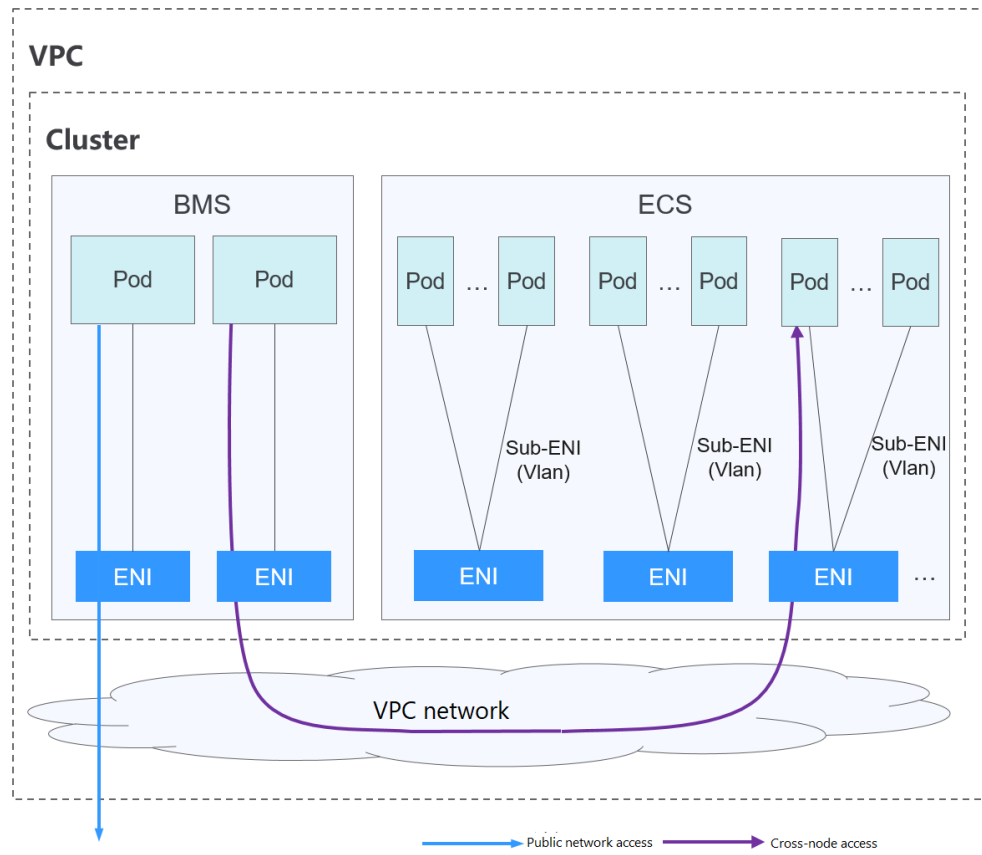 VPC
Cluster
BMS
ECS
Pod
Pod
Pod
...
Pod
Pod
...
Pod
Pod
...
Pod
Sub-ENI
(Vlan)
Sub-ENI
(Vlan)
Sub-ENI
(Vlan)
ENI
ENI
ENI
ENI
ENI
...
VPC network
Public network access
Cross-node access